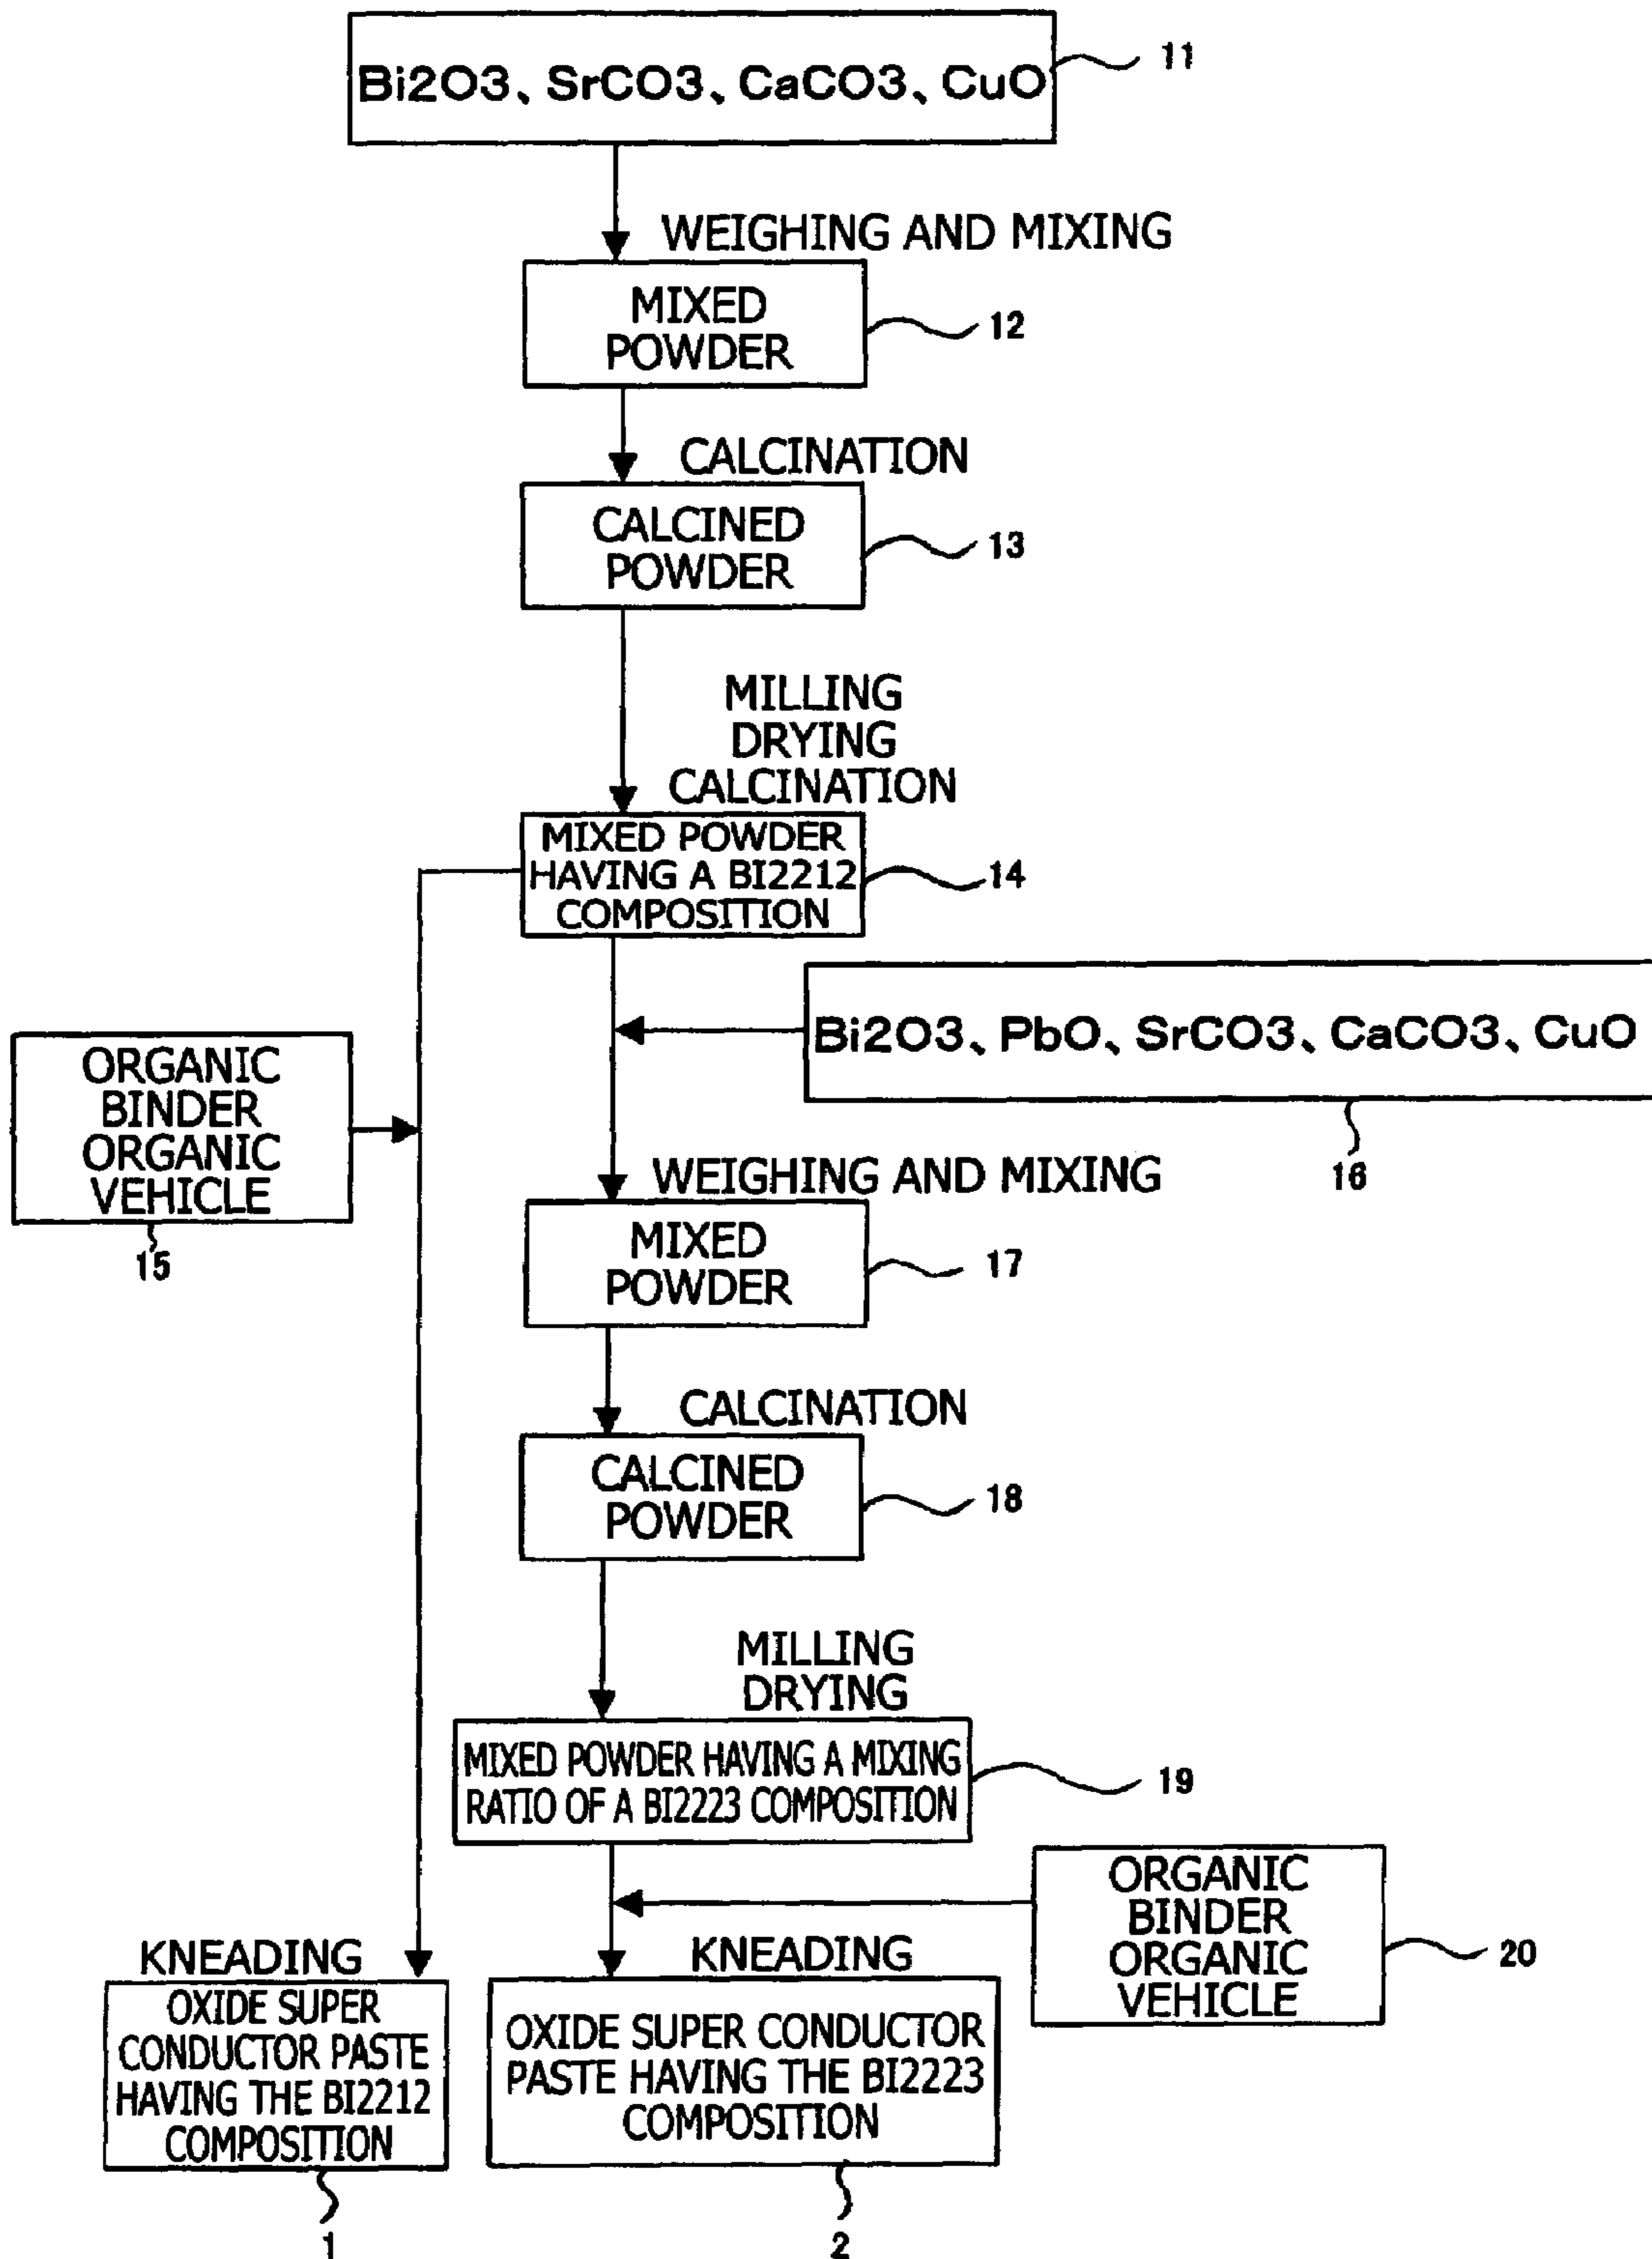 Bi2O3、SrCO3、CaCO3、CuO
11
WEIGHING AND MIXING
MIXED
POWDER
12
CALCINATION
CALCINED
POWDER
13
MILLING
DRYING
CALCINATION
MIXED POWDER
HAVING A BI2212
COMPOSITION
14
Bi2O3、PbO、SrCO3、CaCO3、CuO
16
ORGANIC
BINDER
ORGANIC
VEHICLE
15
WEIGHING AND MIXING
MIXED
POWDER
17
CALCINATION
CALCINED
POWDER
18
MILLING
DRYING
MIXED POWDER HAVING A MIXING
RATIO OF A BI2223 COMPOSITION
19
ORGANIC
BINDER
ORGANIC
VEHICLE
20
KNEADING
OXIDE SUPER
CONDUCTOR PASTE
HAVING THE BI2212
COMPOSITION
1
KNEADING
OXIDE SUPER CONDUCTOR
PASTE HAVING THE BI2223
COMPOSITION
2